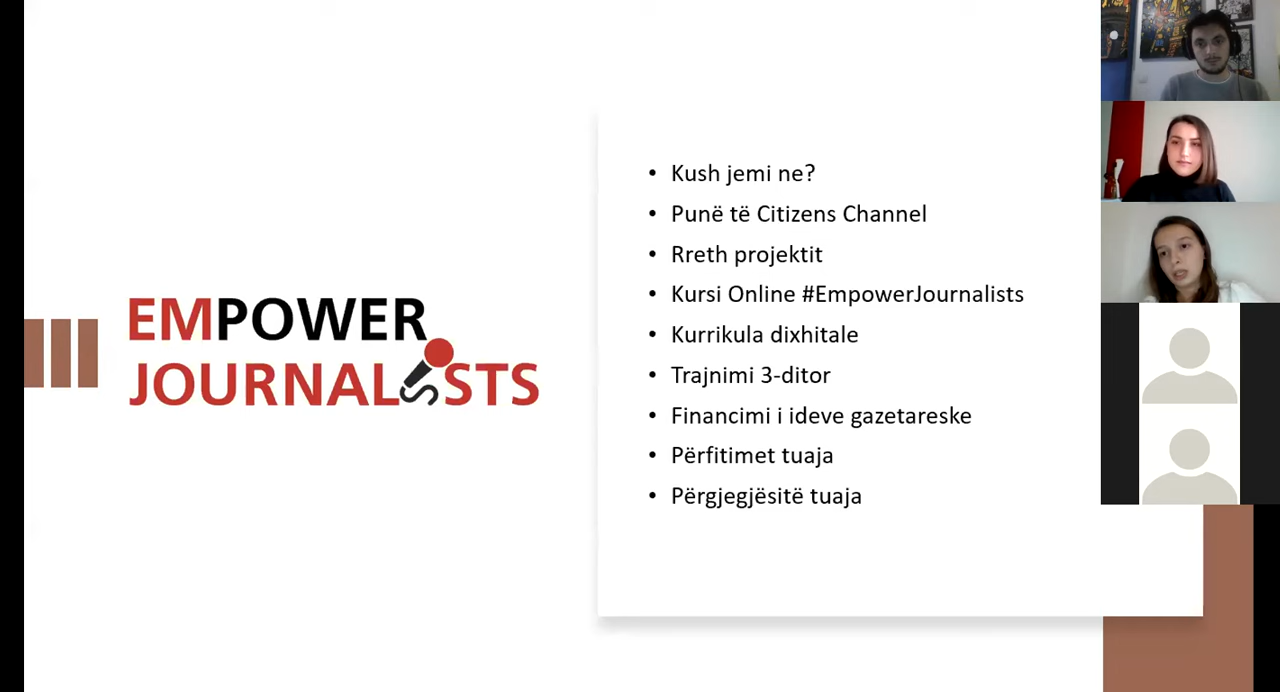 EMPOWER
JOURNALISTS
• Kush jemi ne?
• Punë të Citizens Channel
• Rreth projektit
• Kursi Online #EmpowerJournalists
• Kurrikula dixhitale
• Trajnimi 3-ditor
• Financimi i ideve gazetareske
• Përfitimet tuaja
• Përgjegjësitë tuaja